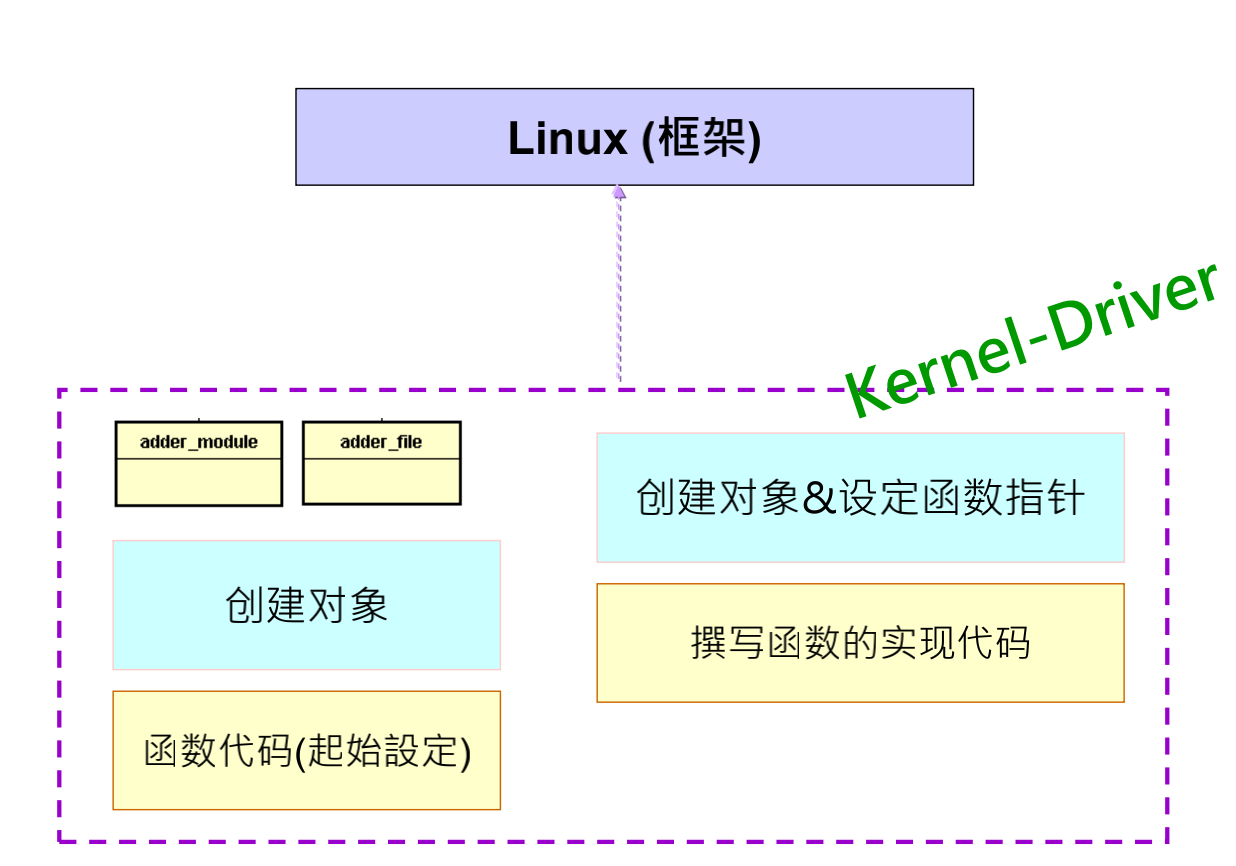 Linux (框架)
Kernel-Driver
adder_module
adder_file
创建对象
函数代码(起始設定)
创建对象&设定函数指针
撰写函数的实现代码